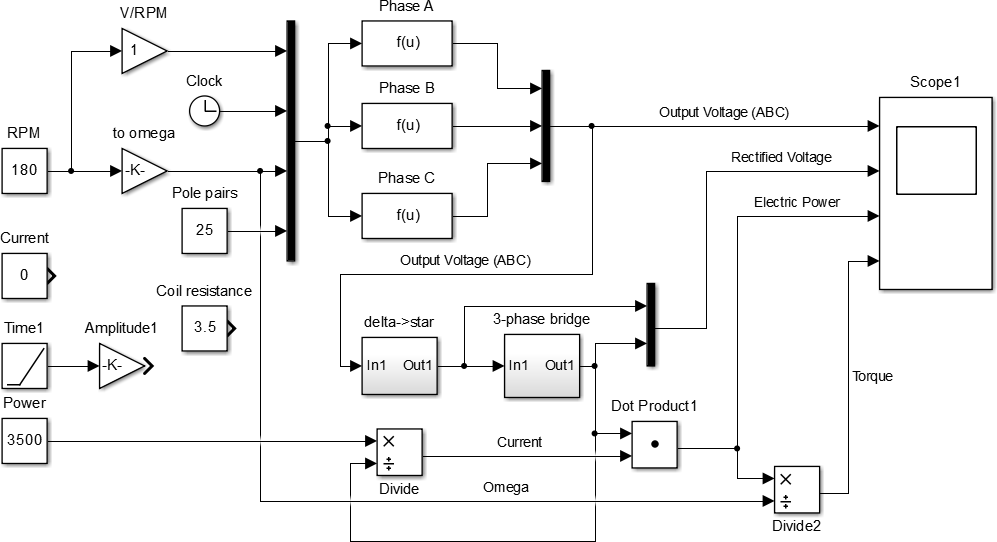 Phase A
V/RPM
1
f(u)
Clock
Phase B
Scope1
Output Voltage (ABC)
RPM
to omega
f(u)
180
-K-
Rectified Voltage
Pole pairs
Phase C
Electric Power
25
f(u)
Current
Output Voltage (ABC)
0
Coil resistance
3.5
Time1
Amplitude1
delta->star
3-phase bridge
-K-
In1 Out1
In1 Out1
Torque
Power
Dot Product1
3500
×
÷
Current
Divide
Omega
×
÷
Divide2